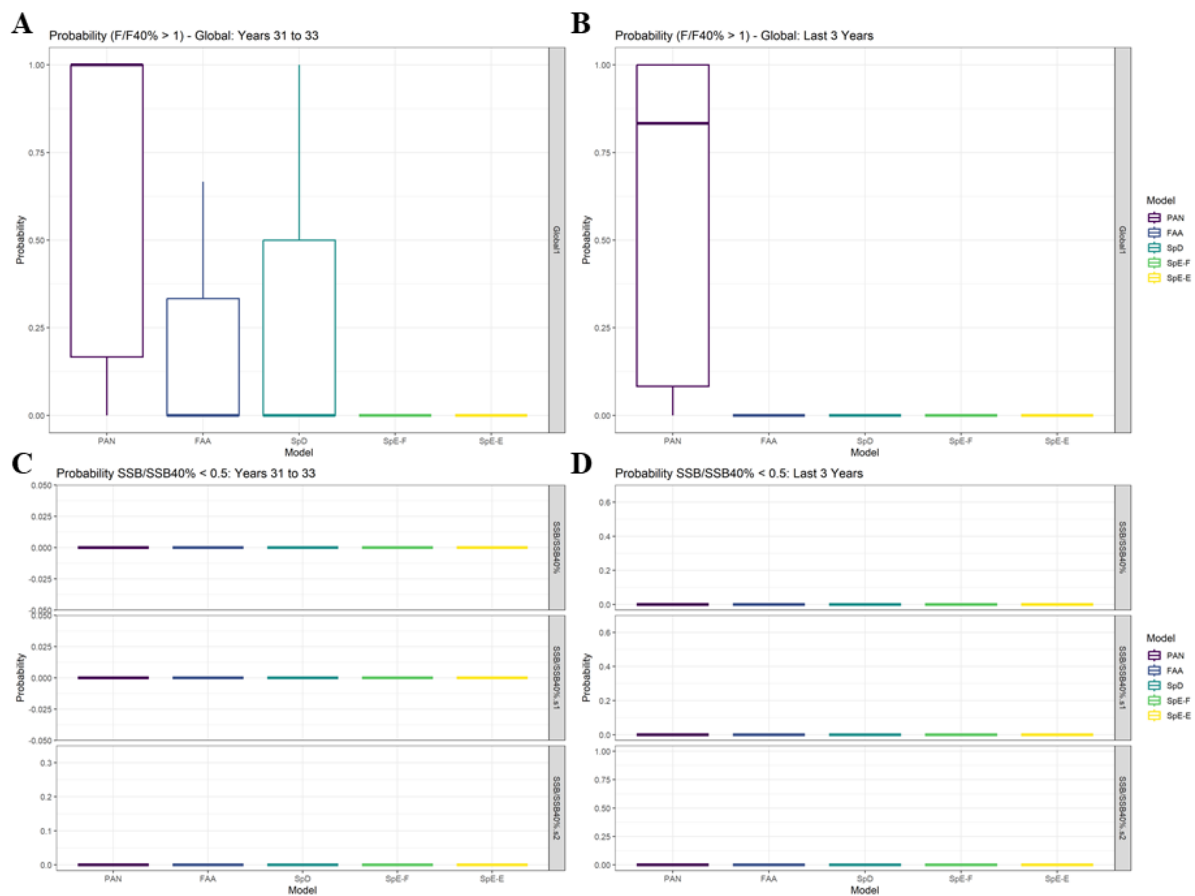 A
Probability (F/F40% > 1) - Global: Years 31 to 33
1.00
0.75
0.50
0.25
0.00
Probability
Global1
PAN FAA SpD SpE-F SpE-E
Model
B
Probability (F/F40% > 1) - Global: Last 3 Years
1.00
0.75
0.50
0.25
0.00
Probability
Global1
PAN FAA SpD SpE-F SpE-E
Model
Model
PAN
FAA
SpD
SpE-F
SpE-E
C
Probability SSB/SSB40% < 0.5: Years 31 to 33
0.050
0.025
0.000
-0.025
-0.050
SSB/SSB40%
0.050
0.025
0.000
-0.025
-0.050
SSB/SSB40%.s1
0.3
0.2
0.1
0.0
SSB/SSB40%.s2
Probability
PAN FAA SpD SpE-F SpE-E
Model
D
Probability SSB/SSB40% < 0.5: Last 3 Years
0.6
0.4
0.2
0.0
SSB/SSB40%
0.6
0.4
0.2
0.0
SSB/SSB40%.s1
1.00
0.75
0.50
0.25
0.00
SSB/SSB40%.s2
Probability
PAN FAA SpD SpE-F SpE-E
Model
Model
PAN
FAA
SpD
SpE-F
SpE-E